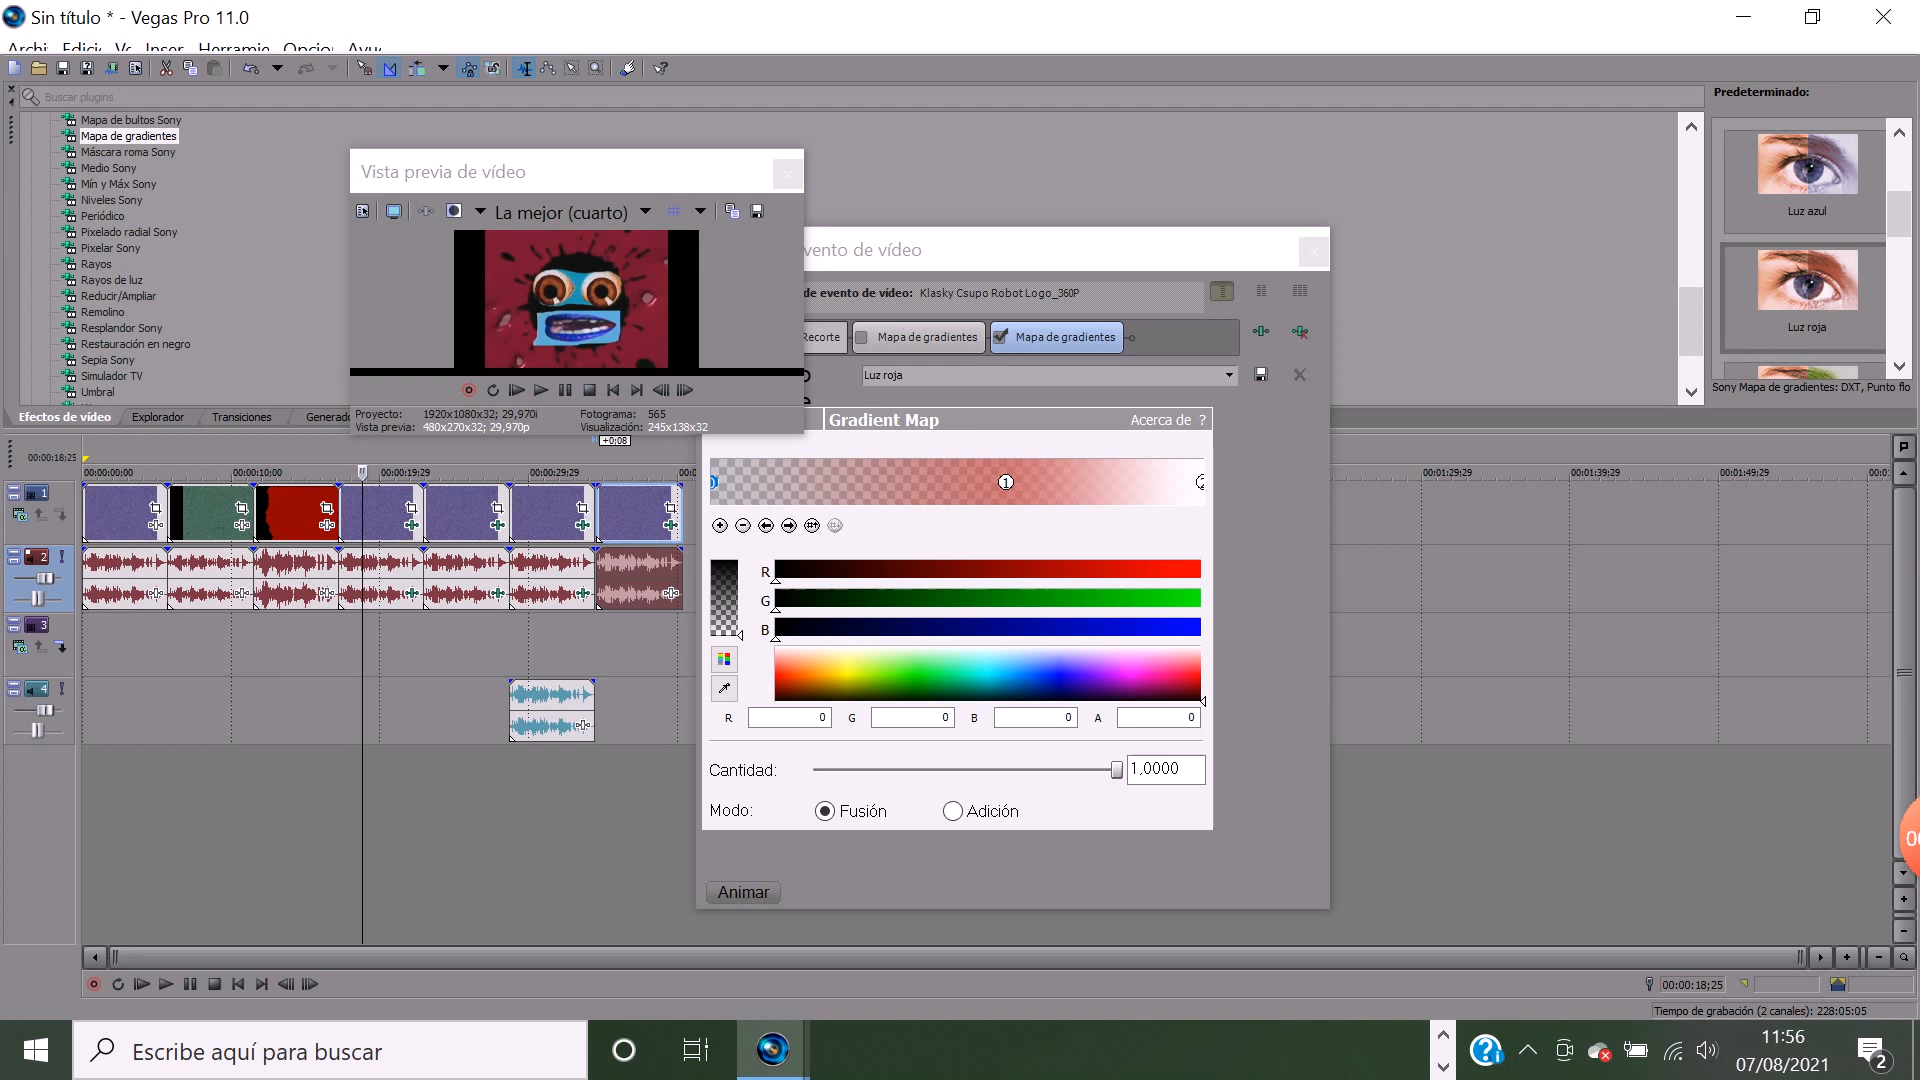 Sin título * - Vegas Pro 11.0
Buscar plugins
Predeterminado:
Mapa de bultos Sony
Mapa de gradientes
Máscara roma Sony
Medio Sony
Mín y Máx Sony
Niveles Sony
Periódico
Pixelado radial Sony
Pixelar Sony
Rayos
Rayos de luz
Reducir/Ampliar
Remolino
Resplandor Sony
Restauración en negro
Sepia Sony
Simulador TV
Umbral
Luz azul
Luz roja
Sony Mapa de gradientes: DXT, Punto flo
Efectos de vídeo
Explorador
Transiciones
Generado
Vista previa de vídeo
La mejor (cuarto)
Proyecto: 1920x1080x32; 29,970i
Fotograma: 565
Vista previa: 480x270x32; 29,970p
Visualización: 245x138x32
vento de vídeo
de evento de vídeo: Klasky Csupo Robot Logo_360P
Recorte
Mapa de gradientes
Mapa de gradientes
Luz roja
Gradient Map
Acerca de ?
1
R
G
B
R 0 G 0 B 0 A 0
Cantidad: 1,0000
Modo: Fusión Adición
Animar
+0;08
00:00:18;25
00:00:00;00
00:00:10;00
00:00:19;29
00:00:29;29
00:01:29;29
00:01:39;29
00:01:49;29
1
2
3
4
00:00:18;25
Tiempo de grabación (2 canales): 228:05:05
Escribe aquí para buscar
11:56
07/08/2021
2